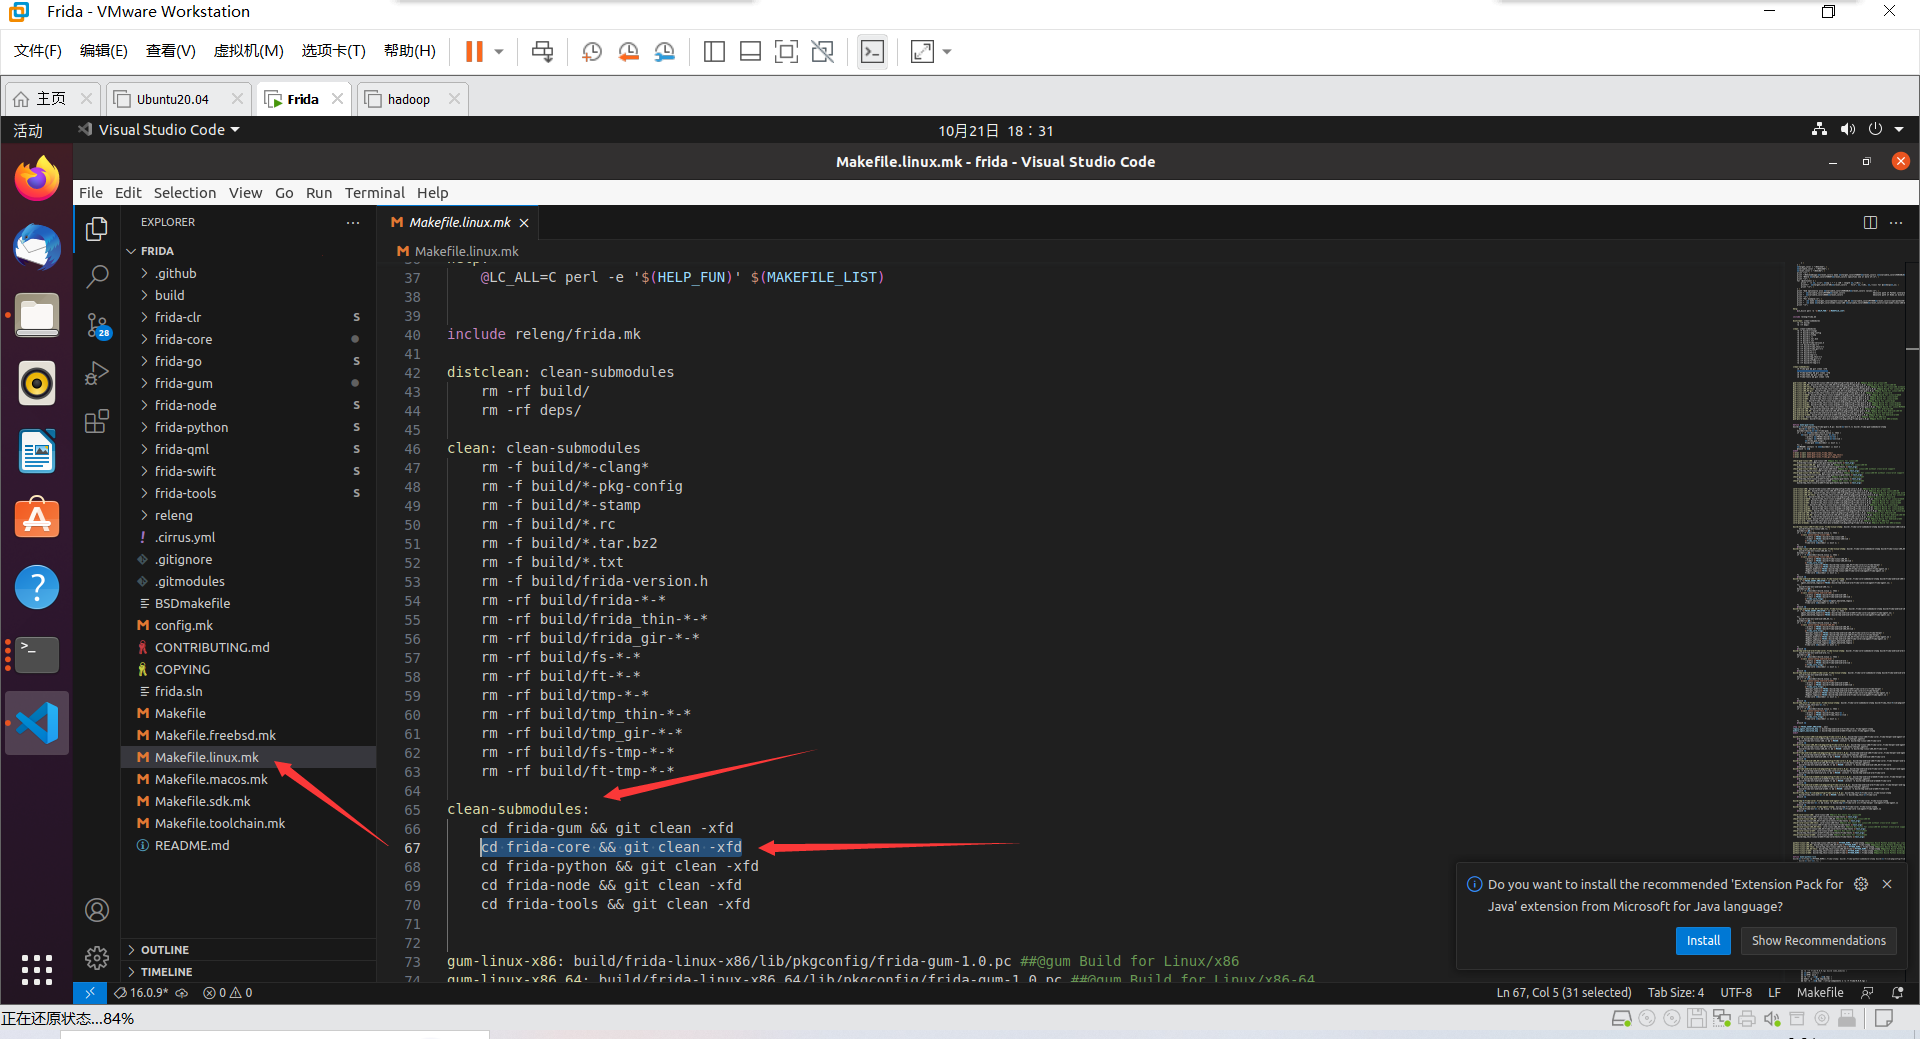 Frida - VMware Workstation
文件(F) 编辑(E) 查看(V) 虚拟机(M) 选项卡(T) 帮助(H)
主页 Ubuntu20.04 Frida hadoop
活动 Visual Studio Code 10月21日 18：31
Makefile.linux.mk - frida - Visual Studio Code
File Edit Selection View Go Run Terminal Help
EXPLORER
Makefile.linux.mk
FRIDA
Makefile.linux.mk
.github
build
frida-clr S
frida-core
frida-go S
frida-gum
frida-node S
frida-python S
frida-qml S
frida-swift S
frida-tools S
releng
.cirrus.yml
.gitignore
.gitmodules
BSDmakefile
config.mk
CONTRIBUTING.md
COPYING
frida.sln
Makefile
Makefile.freebsd.mk
Makefile.linux.mk
Makefile.macos.mk
Makefile.sdk.mk
Makefile.toolchain.mk
README.md
OUTLINE
TIMELINE
28
37 @LC_ALL=C perl -e '$(HELP_FUN)' $(MAKEFILE_LIST)
38
39
40 include releng/frida.mk
41
42 distclean: clean-submodules
43 rm -rf build/
44 rm -rf deps/
45
46 clean: clean-submodules
47 rm -f build/*-clang*
48 rm -f build/*-pkg-config
49 rm -f build/*-stamp
50 rm -f build/*.rc
51 rm -f build/*.tar.bz2
52 rm -f build/*.txt
53 rm -f build/frida-version.h
54 rm -rf build/frida-*-*
55 rm -rf build/frida_thin-*-*
56 rm -rf build/frida_gir-*-*
57 rm -rf build/fs-*-*
58 rm -rf build/ft-*-*
59 rm -rf build/tmp-*-*
60 rm -rf build/tmp_thin-*-*
61 rm -rf build/tmp_gir-*-*
62 rm -rf build/fs-tmp-*-*
63 rm -rf build/ft-tmp-*-*
64
65 clean-submodules:
66 cd frida-gum && git clean -xfd
67 cd frida-core && git clean -xfd
68 cd frida-python && git clean -xfd
69 cd frida-node && git clean -xfd
70 cd frida-tools && git clean -xfd
71
72
73 gum-linux-x86: build/frida-linux-x86/lib/pkgconfig/frida-gum-1.0.pc ##@gum Build for Linux/x86
74 gum-linux-x86_64: build/frida-linux-x86_64/lib/pkgconfig/frida-gum-1.0.pc ##@gum Build for Linux/x86-64
Do you want to install the recommended 'Extension Pack for
Java' extension from Microsoft for Java language?
Install Show Recommendations
16.0.9* 0 0 Ln 67, Col 5 (31 selected) Tab Size: 4 UTF-8 LF Makefile
正在还原状态...84%